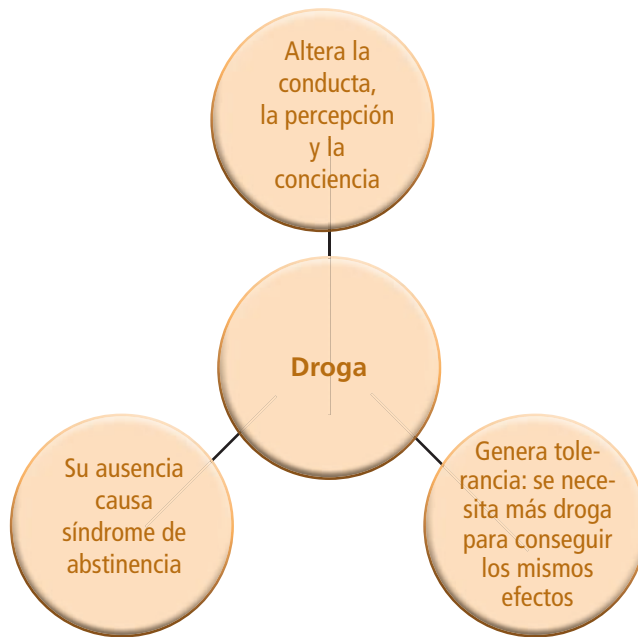 Altera la
conducta,
la percepción
y la
conciencia
Droga
Su ausencia
causa
síndrome de
abstinencia
Genera tole-
rancia: se nece-
sita más droga
para conseguir
los mismos
efectos